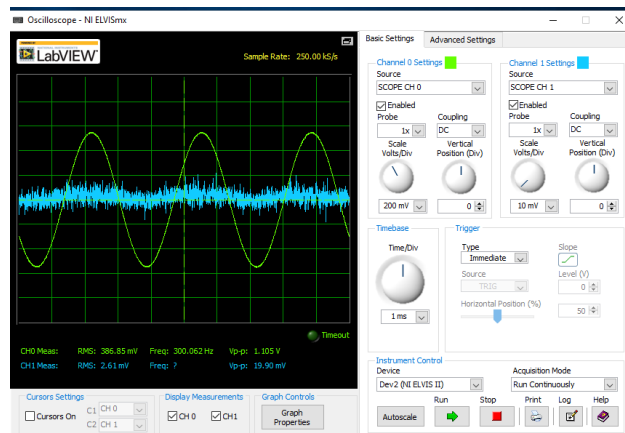 Oscilloscope - NI ELVISmx
LabVIEW
Sample Rate: 250.00 kS/s
Timeout
CH0 Meas: RMS: 386.85 mV Freq: 300.062 Hz Vp-p: 1.105 V
CH1 Meas: RMS: 2.61 mV Freq: ? Vp-p: 19.90 mV
Cursors Settings
Cursors On
C1 CH 0
C2 CH 1
Display Measurements
CH 0 CH1
Graph Controls
Graph
Properties
Basic Settings Advanced Settings
Channel 0 Settings
Source
SCOPE CH 0
Enabled
Probe Coupling
1x DC
Scale Vertical
Volts/Div Position (Div)
200 mV 0
Channel 1 Settings
Source
SCOPE CH 1
Enabled
Probe Coupling
1x DC
Scale Vertical
Volts/Div Position (Div)
10 mV 0
Timebase
Time/Div
1 ms
Trigger
Type Slope
Immediate
Source Level (V)
TRIG 0
Horizontal Position (%)
50
Instrument Control
Device Acquisition Mode
Dev2 (NI ELVIS II) Run Continuously
Run Stop Print Log Help
Autoscale